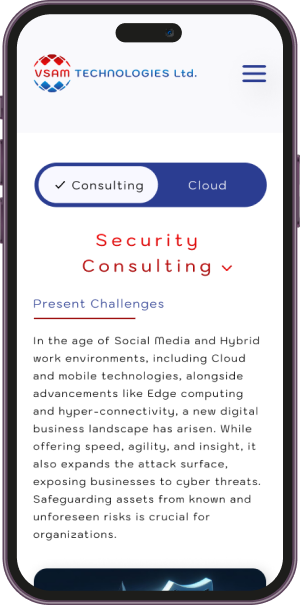 VSAM TECHNOLOGIES Ltd.
Consulting Cloud
Security
Consulting
Present Challenges
In the age of Social Media and Hybrid
work environments, including Cloud
and mobile technologies, alongside
advancements like Edge computing
and hyper-connectivity, a new digital
business landscape has arisen. While
offering speed, agility, and insight, it
also expands the attack surface,
exposing businesses to cyber threats.
Safeguarding assets from known and
unforeseen risks is crucial for
organizations.